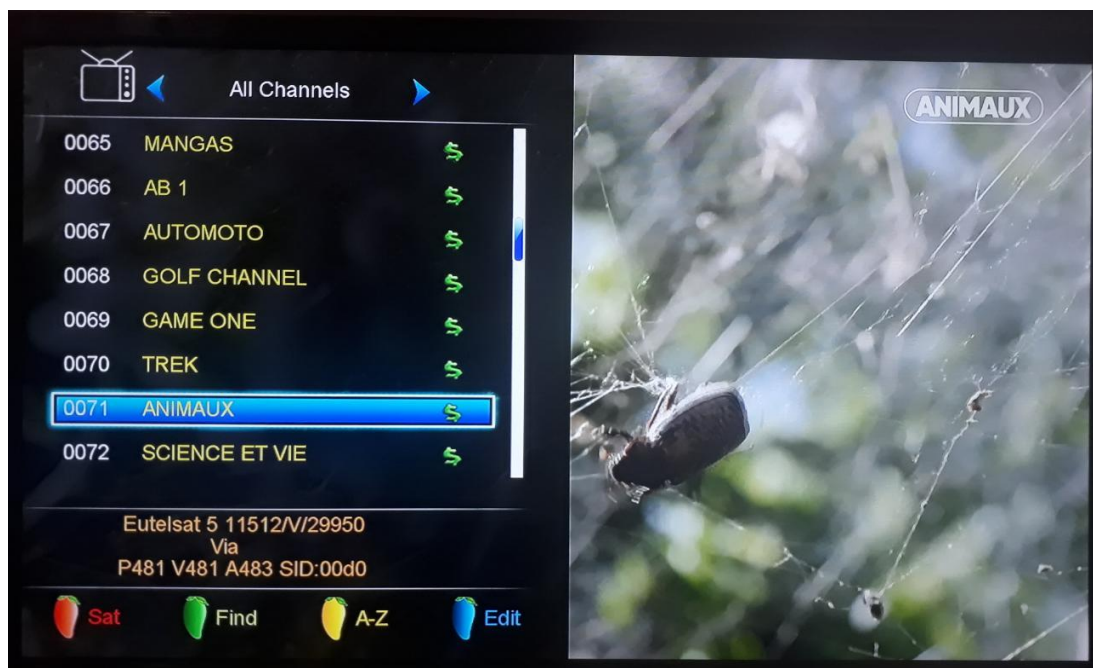 All Channels
0065 MANGAS $
0066 AB 1 $
0067 AUTOMOTO $
0068 GOLF CHANNEL $
0069 GAME ONE $
0070 TREK $
0071 ANIMAUX $
0072 SCIENCE ET VIE $
Eutelsat 5 11512/V/29950
Via
P481 V481 A483 SID:00d0
Sat Find A-Z Edit
ANIMAUX